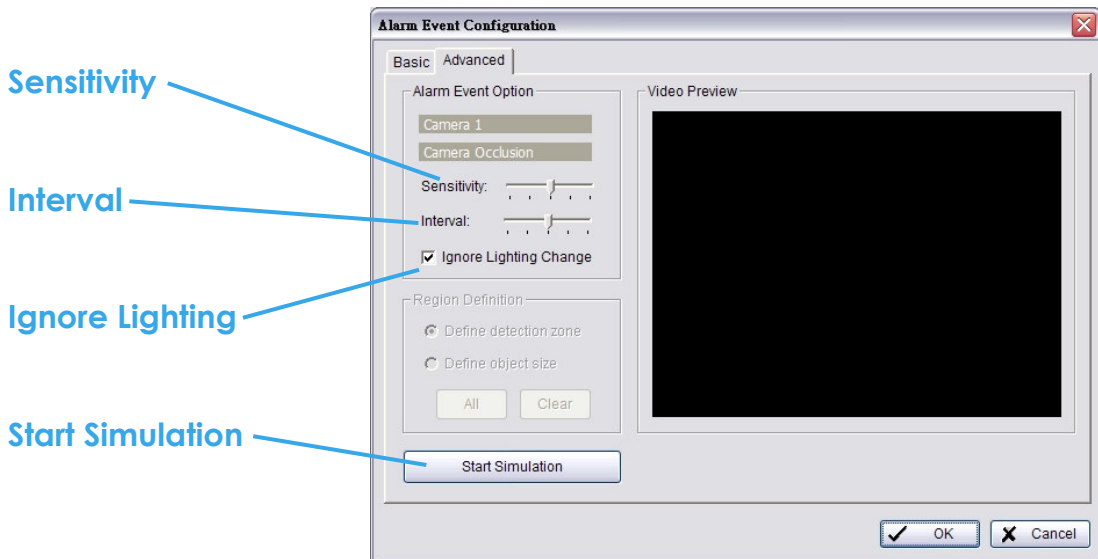 Alarm Event Configuration
Basic
Advanced
Sensitivity
Interval
Ignore Lighting
Start Simulation
Alarm Event Option
Camera 1
Camera Occlusion
Sensitivity:
Interval:
Ignore Lighting Change
Region Definition
Define detection zone
Define object size
All
Clear
Start Simulation
Video Preview
OK
Cancel